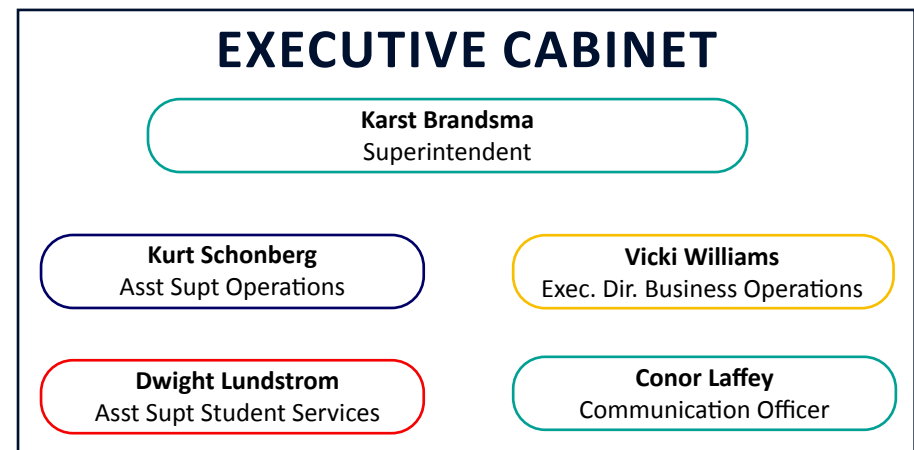 EXECUTIVE CABINET
Karst Brandsma
Superintendent
Kurt Schonberg
Asst Supt Operations
Vicki Williams
Exec. Dir. Business Operations
Dwight Lundstrom
Asst Supt Student Services
Conor Laffey
Communication Officer